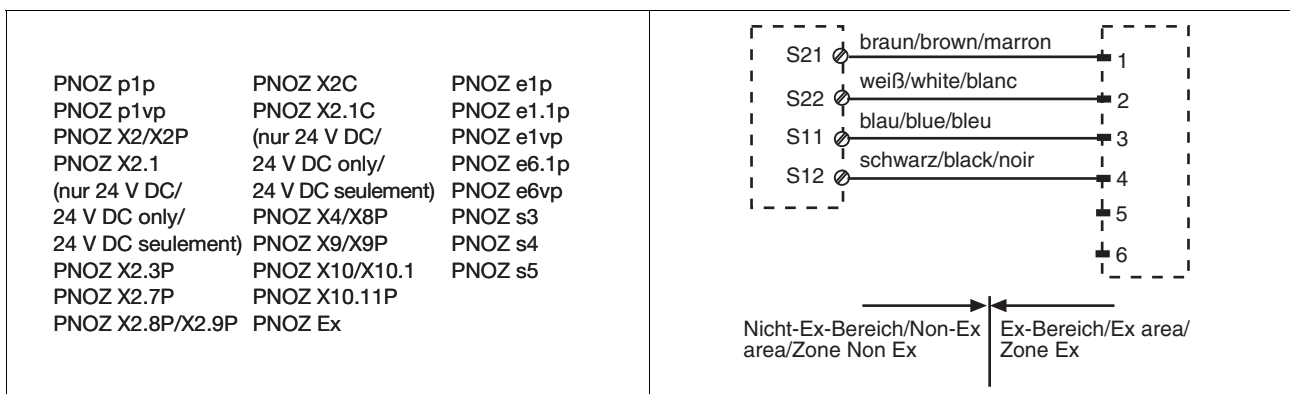 PNOZ p1p
PNOZ p1vp
PNOZ X2/X2P
PNOZ X2.1
(nur 24 V DC/
24 V DC only/
24 V DC seulement)
PNOZ X2.3P
PNOZ X2.7P
PNOZ X2.8P/X2.9P
PNOZ X2C
PNOZ X2.1C
(nur 24 V DC/
24 V DC only/
24 V DC seulement)
PNOZ X4/X8P
PNOZ X9/X9P
PNOZ X10/X10.1
PNOZ X10.11P
PNOZ Ex
PNOZ e1p
PNOZ e1.1p
PNOZ e1vp
PNOZ e6.1p
PNOZ e6vp
PNOZ s3
PNOZ s4
PNOZ s5
S21 braun/brown/marron 1
S22 weiß/white/blanc 2
S11 blau/blue/bleu 3
S12 schwarz/black/noir 4
5
6
Nicht-Ex-Bereich/Non-Ex
area/Zone Non Ex
Ex-Bereich/Ex area/
Zone Ex